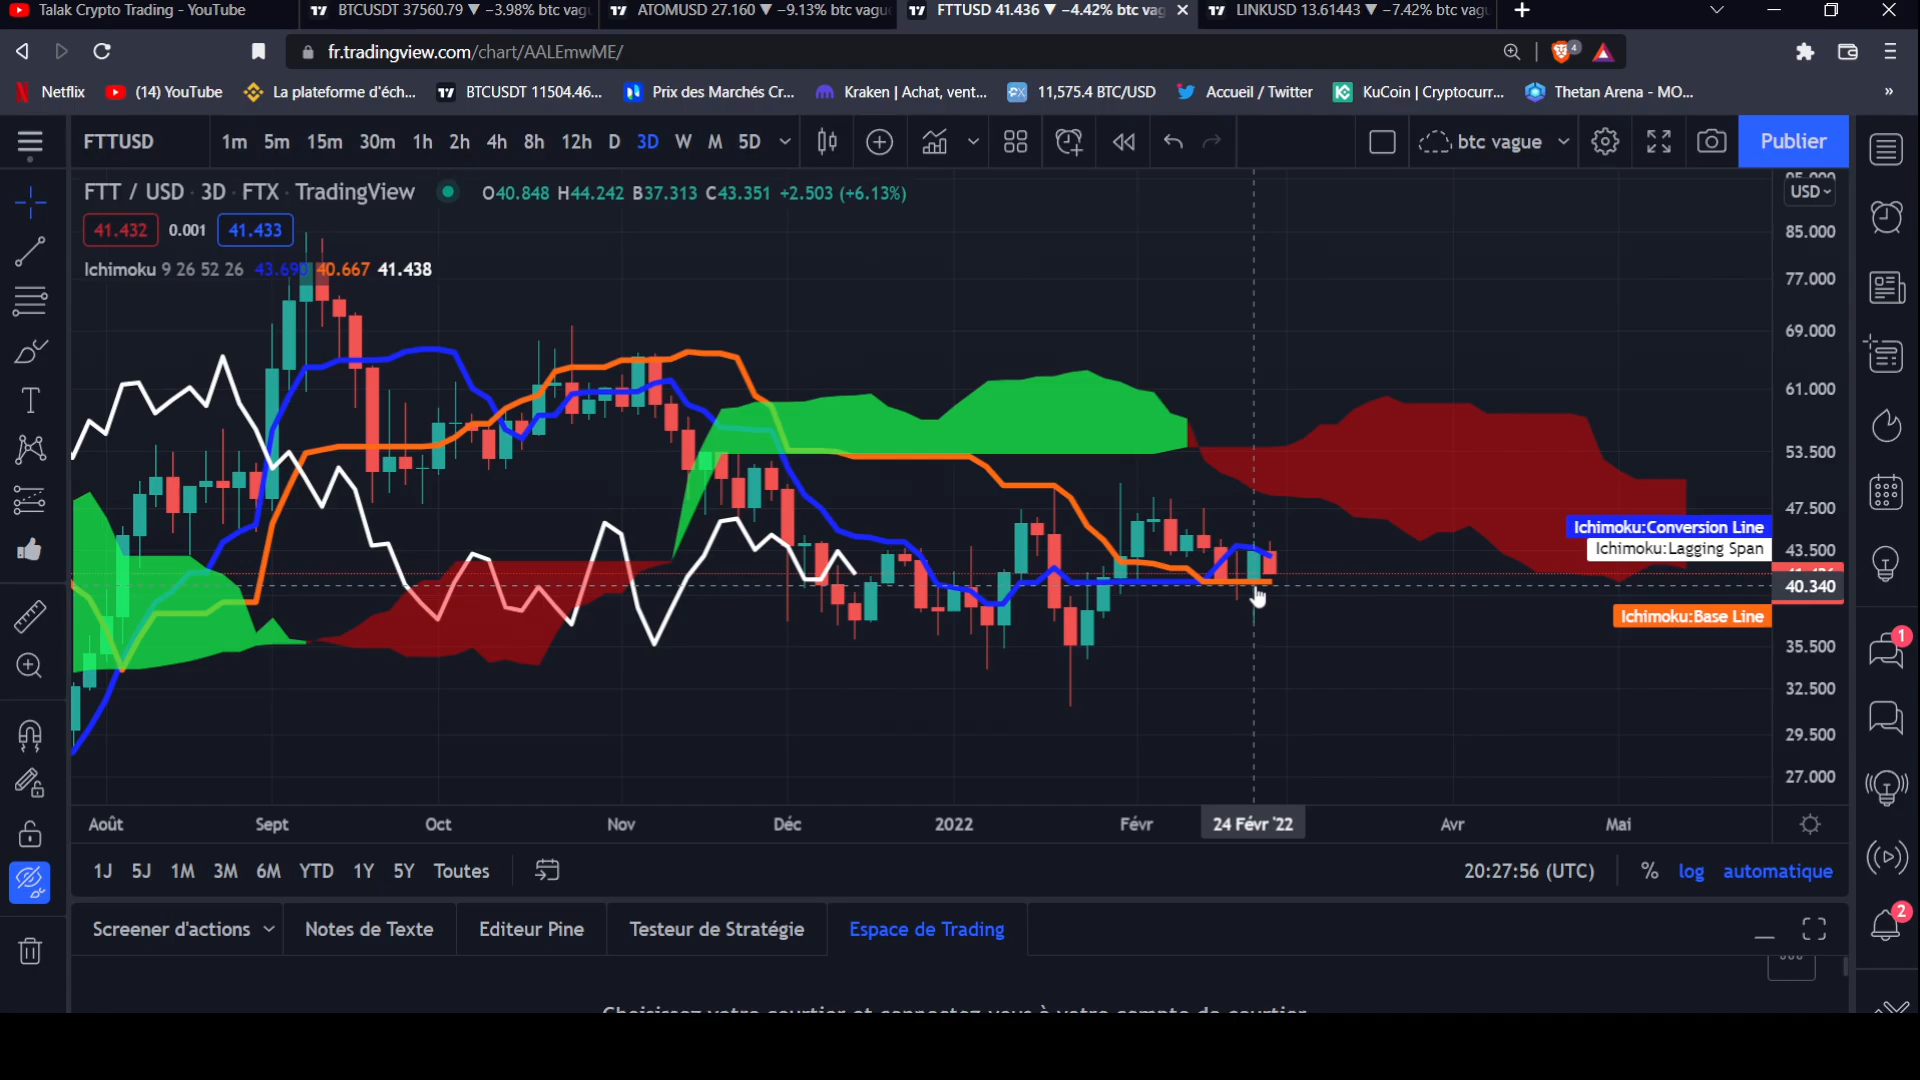 Talak Crypto Trading - YouTube
BTCUSDT 37560.79 ▼ −3.98% btc vag
ATOMUSD 27.160 ▼ −9.13% btc vagu
FTTUSD 41.436 ▼ −4.42% btc vag
LINKUSD 13.61443 ▼ −7.42% btc vag
fr.tradingview.com/chart/AALEmwME/
4
Netflix
(14) YouTube
La plateforme d'éch...
BTCUSDT 11504.46...
Prix des Marchés Cr...
Kraken | Achat, vent...
11,575.4 BTC/USD
Accueil / Twitter
KuCoin | Cryptocurr...
Thetan Arena - MO...
»
FTTUSD
1m 5m 15m 30m 1h 2h 4h 8h 12h D 3D W M 5D
btc vague
Publier
FTT / USD · 3D · FTX · TradingView
O40.848 H44.242 B37.313 C43.351 +2.503 (+6.13%)
USD
41.432 0.001 41.433
Ichimoku 9 26 52 26 43.690 40.667 41.438
95.000
85.000
77.000
69.000
61.000
53.500
47.500
Ichimoku:Conversion Line
Ichimoku:Lagging Span
43.500
40.340
Ichimoku:Base Line
35.500
32.500
29.500
27.000
1
Août Sept Oct Nov Déc 2022 Févr 24 Févr '22 Avr Mai
1J 5J 1M 3M 6M YTD 1Y 5Y Toutes
20:27:56 (UTC)
% log automatique
2
Screener d'actions
Notes de Texte
Editeur Pine
Testeur de Stratégie
Espace de Trading